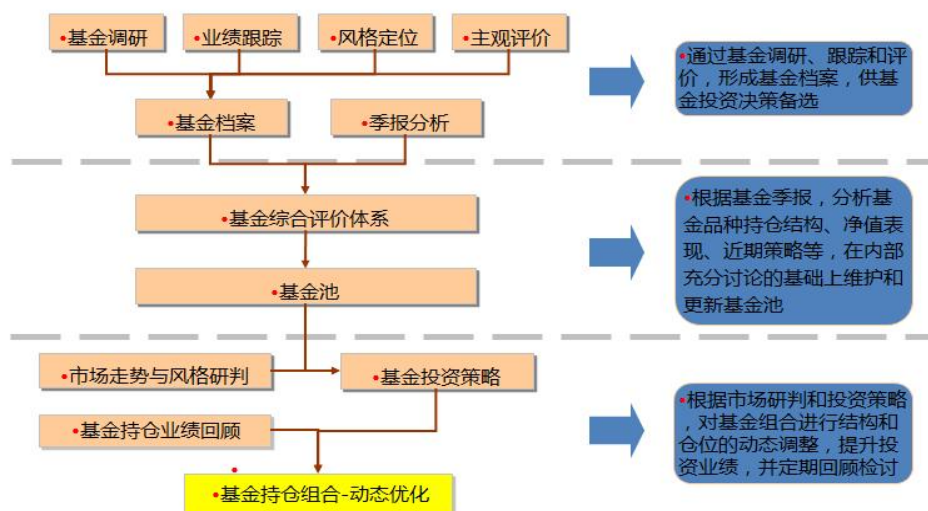 •基金调研
•业绩跟踪
•风格定位
•主观评价
•通过基金调研、跟踪和评
价，形成基金档案，供基
金投资决策备选
•基金档案
•季报分析
•基金综合评价体系
•根据基金季报，分析基
金品种持仓结构、净值表
现、近期策略等，在内部
充分讨论的基础上维护和
更新基金池
•基金池
•市场走势与风格研判
•基金投资策略
•根据市场研判和投资策略
，对基金组合进行结构和
仓位的动态调整，提升投
资业绩，并定期回顾检讨
•基金持仓业绩回顾
•
•基金持仓组合-动态优化